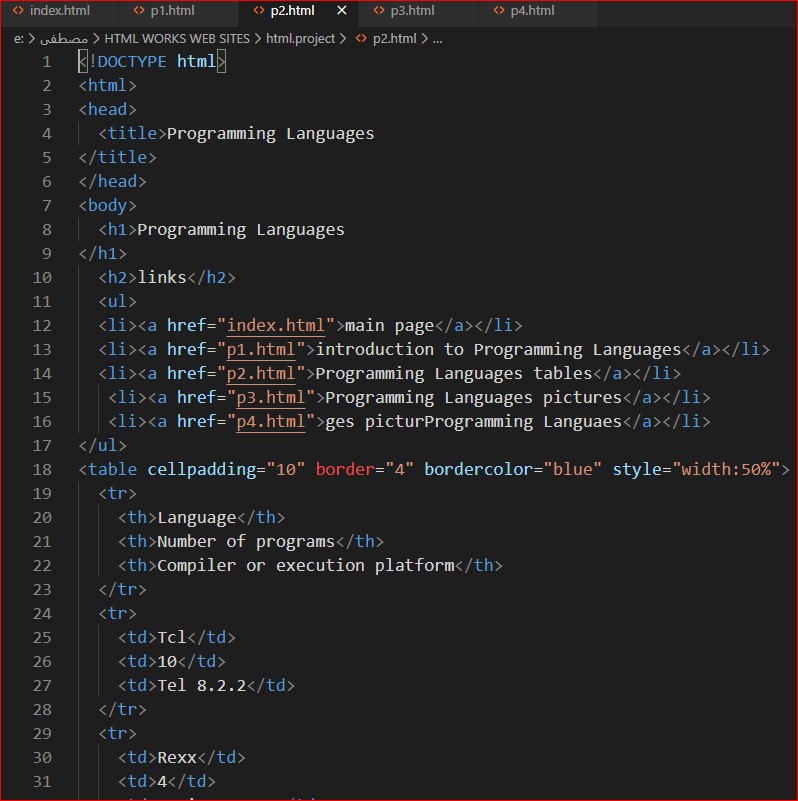 index.html p1.html p2.html p3.html p4.html
e: > مصطفى > HTML WORKS WEB SITES > html.project > p2.html > ...
1 <!DOCTYPE html>
2 <html>
3 <head>
4 <title>Programming Languages
5 </title>
6 </head>
7 <body>
8 <h1>Programming Languages
9 </h1>
10 <h2>links</h2>
11 <ul>
12 <li><a href="index.html">main page</a></li>
13 <li><a href="p1.html">introduction to Programming Languages</a></li>
14 <li><a href="p2.html">Programming Languages tables</a></li>
15 <li><a href="p3.html">Programming Languages pictures</a></li>
16 <li><a href="p4.html">ges picturProgramming Languaes</a></li>
17 </ul>
18 <table cellpadding="10" border="4" bordercolor="blue" style="width:50%">
19 <tr>
20 <th>Language</th>
21 <th>Number of programs</th>
22 <th>Compiler or execution platform</th>
23 </tr>
24 <tr>
25 <td>Tcl</td>
26 <td>10</td>
27 <td>Tel 8.2.2</td>
28 </tr>
29 <tr>
30 <td>Rexx</td>
31 <td>4</td>